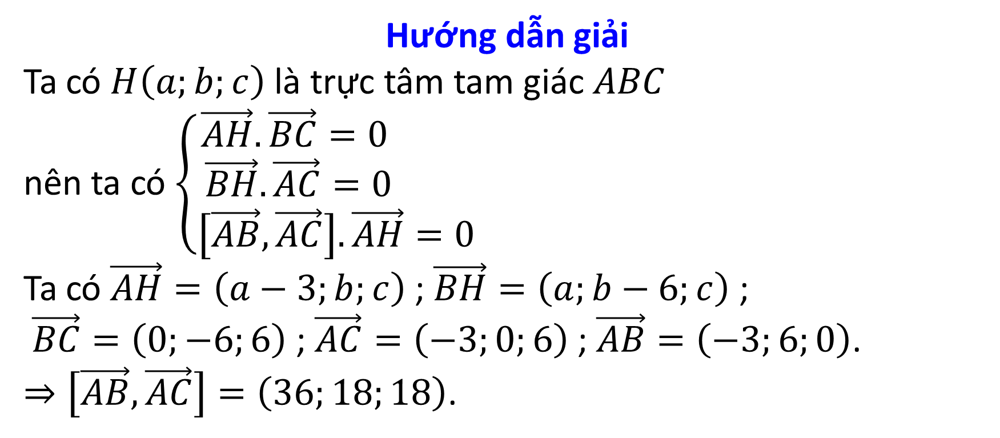 Hướng dẫn giải
Ta có $H(a; b; c)$ là trực tâm tam giác $ABC$
nên ta có $\begin{cases} \overrightarrow{AH}.\overrightarrow{BC} = 0 \\ \overrightarrow{BH}.\overrightarrow{AC} = 0 \\ [\overrightarrow{AB}, \overrightarrow{AC}].\overrightarrow{AH} = 0 \end{cases}$
Ta có $\overrightarrow{AH} = (a - 3; b; c)$ ; $\overrightarrow{BH} = (a; b - 6; c)$ ;
$\overrightarrow{BC} = (0; -6; 6)$ ; $\overrightarrow{AC} = (-3; 0; 6)$ ; $\overrightarrow{AB} = (-3; 6; 0)$.
$\Rightarrow [\overrightarrow{AB}, \overrightarrow{AC}] = (36; 18; 18)$.